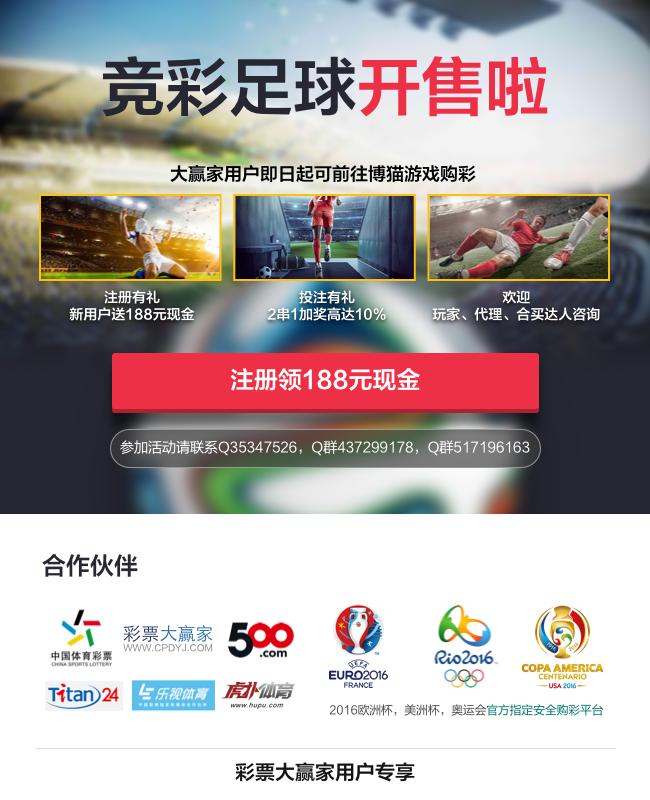 竞彩足球开售啦
大赢家用户即日起可前往博猫游戏购彩
注册有礼
新用户送188元现金
投注有礼
2串1加奖高达10%
欢迎
玩家、代理、合买达人咨询
注册领188元现金
参加活动请联系Q35347526，Q群437299178，Q群517196163
合作伙伴
中国体育彩票
CHINA SPORTS LOTTERY
彩票大赢家
WWW.CPDYJ.COM
500
.com
UEFA
EURO2016
FRANCE
Rio2016
COPA AMERICA
CENTENARIO
USA 2016
Titan24
乐视体育
虎扑体育
www.hupu.com
2016欧洲杯，美洲杯，奥运会官方指定安全购彩平台
彩票大赢家用户专享